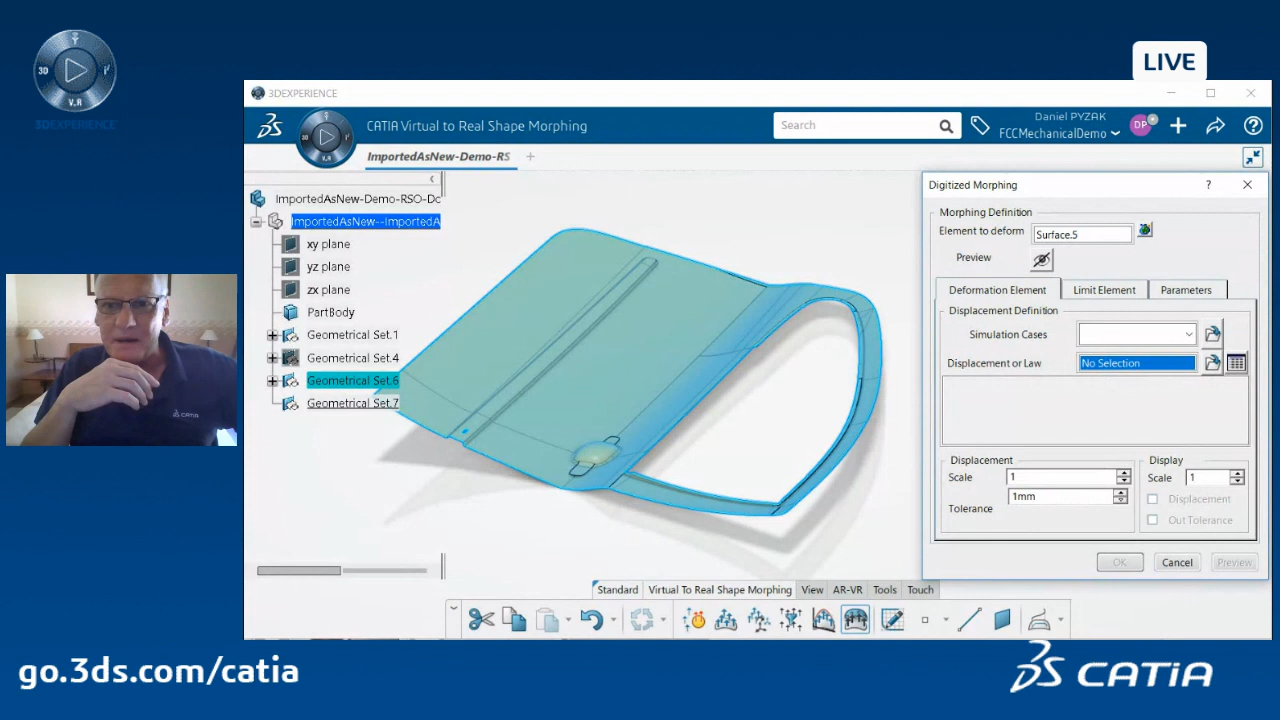 3D
V.R
3DEXPERIENCE
LIVE
3DEXPERIENCE
3D
V.R
CATIA Virtual to Real Shape Morphing
Search
Daniel PYZAK
FCCMechanicalDemo
DP
ImportedAsNew-Demo-RS
ImportedAsNew-Demo-RSO-Dc
ImportedAsNew--ImportedA
xy plane
yz plane
zx plane
PartBody
Geometrical Set.1
Geometrical Set.4
Geometrical Set.6
Geometrical Set.7
CATIA
Digitized Morphing
Morphing Definition
Element to deform
Surface.5
Preview
Deformation Element
Limit Element
Parameters
Displacement Definition
Simulation Cases
Displacement or Law
No Selection
Displacement
Scale
1
Tolerance
1mm
Display
Scale
1
Displacement
Out Tolerance
OK
Cancel
Preview
Standard
Virtual To Real Shape Morphing
View
AR-VR
Tools
Touch
go.3ds.com/catia
CATIA